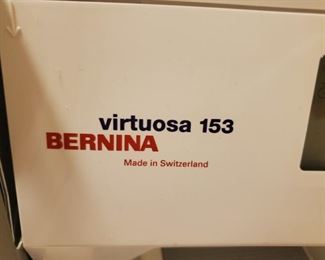 virtuosa 153
BERNINA
Made in Switzerland